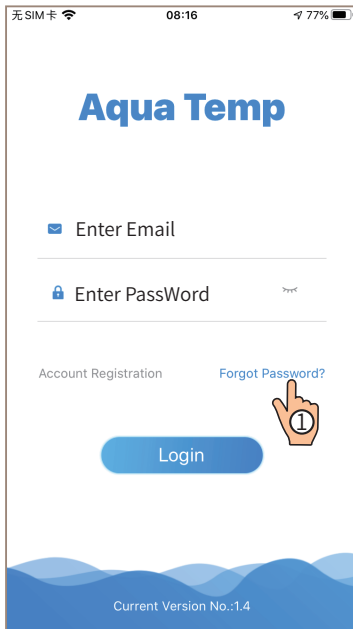 无SIM卡 08:16 77%
Aqua Temp
Enter Email
Enter PassWord
Account Registration Forgot Password?
①
Login
Current Version No.:1.4